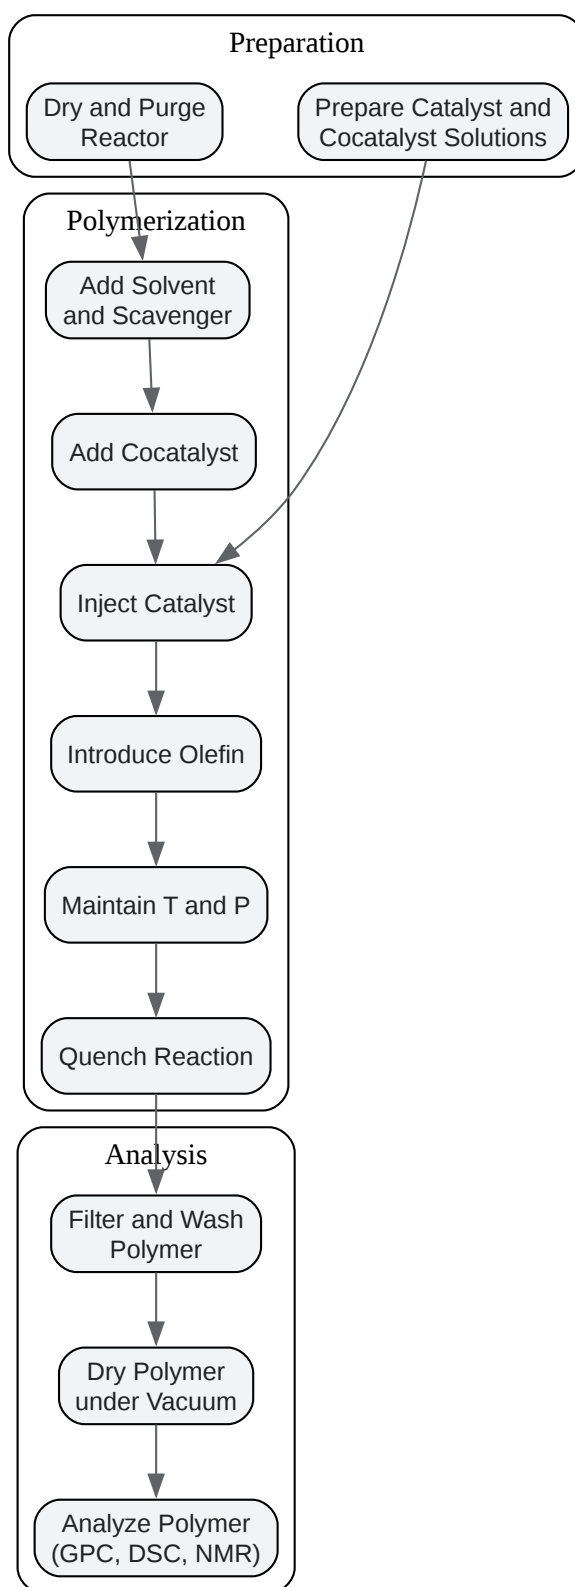 Preparation
Dry and Purge
Reactor
Prepare Catalyst and
Cocatalyst Solutions
Polymerization
Add Solvent
and Scavenger
Add Cocatalyst
Inject Catalyst
Introduce Olefin
Maintain T and P
Quench Reaction
Analysis
Filter and Wash
Polymer
Dry Polymer
under Vacuum
Analyze Polymer
(GPC, DSC, NMR)